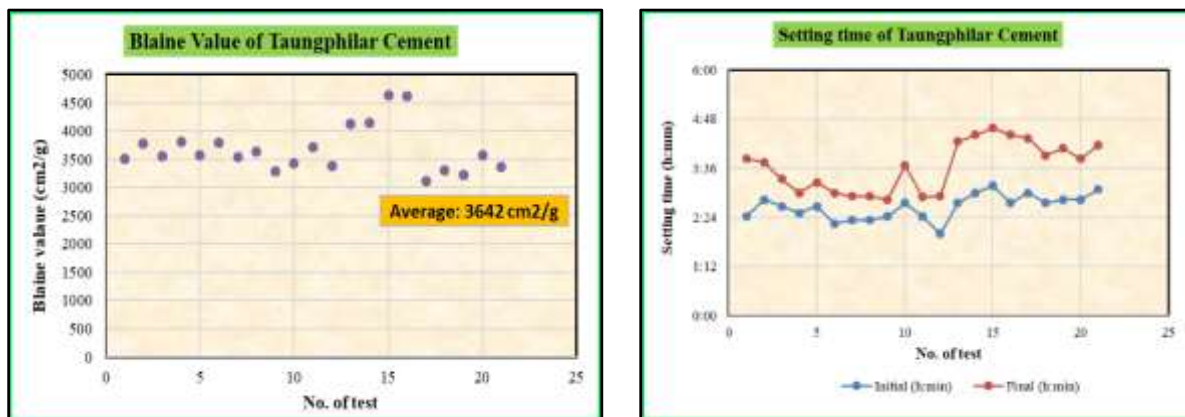 Blaine Value of Taungphilar Cement
Blaine valaue (cm2/g)
5000
4500
4000
3500
3000
2500
2000
1500
1000
500
0
Average: 3642 cm2/g
0 5 10 15 20 25
No. of test
Setting time of Taungphilar Cement
Setting time (h:mm)
6:00
4:48
3:36
2:24
1:12
0:00
0 5 10 15 20 25
No. of test
Initial (h:min) Final (h:min)